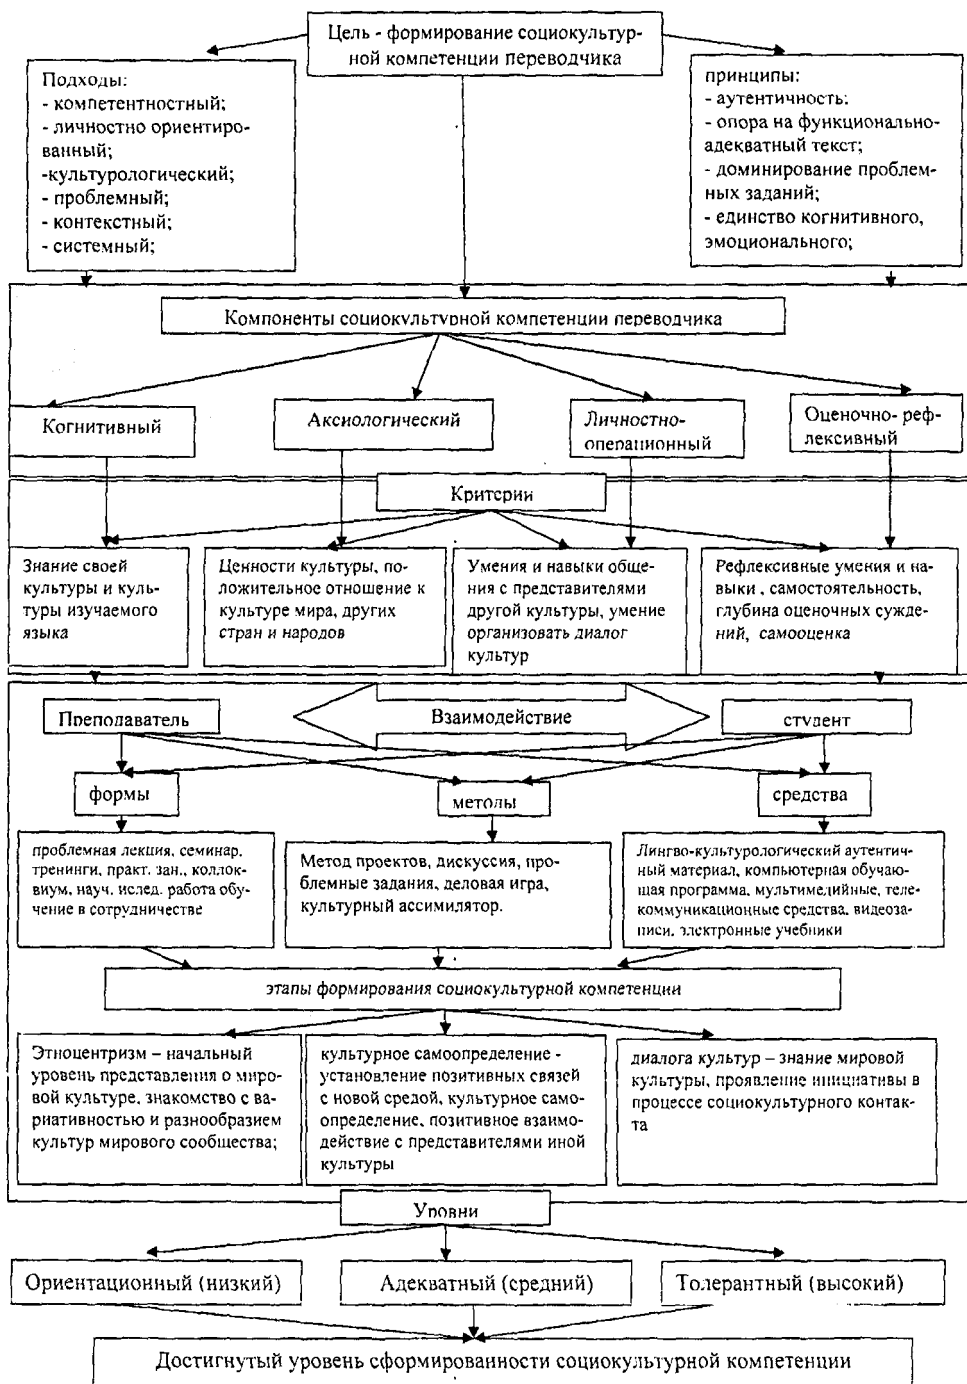 Цель - формирование социокультур-
ной компетенции переводчика
Подходы:
- компетентностный;
- личностно ориентиро-
ванный;
-культурологический;
- проблемный;
- контекстный;
- системный;
принципы:
- аутентичность;
- опора на функционально-
адекватный текст;
- доминирование проблем-
ных заданий;
- единство когнитивного,
эмоционального;
Компоненты социокультурной компетенции переводчика
Когнитивный
Аксиологический
Личностно-
операционный
Оценочно- реф-
лексивный
Критерии
Знание своей
культуры и куль-
туры изучаемого
языка
Ценности культуры, по-
ложительное отношение к
культуре мира, других
стран и народов
Умения и навыки обще-
ния с представителями
другой культуры, умение
организовать диалог
культур
Рефлексивные умения и на-
выки , самостоятельность,
глубина оценочных сужде-
ний, самооценка
Преподаватель
Взаимодействие
студент
формы
методы
средства
проблемная лекция, семинар,
тренинги, практ. зан., коллок-
виум, науч. ислед. работа обу-
чение в сотрудничестве
Метод проектов, дискуссия, про-
блемные задания, деловая игра,
культурный ассимилятор.
Лингво-культурологический аутентич-
ный материал, компьютерная обучаю-
щая программа, мультимедийные, теле-
коммуникационные средства, видеоза-
писи, электронные учебники
этапы формирования социокультурной компетенции
Этноцентризм – начальный
уровень представления о миро-
вой культуре, знакомство с ва-
риативностью и разнообразием
культур мирового сообщества;
культурное самоопределение -
установление позитивных связей
с новой средой, культурное само-
определение, позитивное взаимо-
действие с представителями иной
культуры
диалога культур – знание мировой
культуры, проявление инициативы в
процессе социокультурного контак-
та
Уровни
Ориентационный (низкий)
Адекватный (средний)
Толерантный (высокий)
Достигнутый уровень сформированности социокультурной компетенции